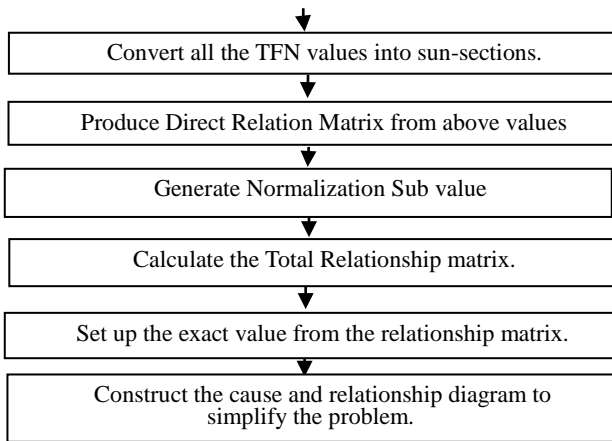 Convert all the TFN values into sun-sections.
Produce Direct Relation Matrix from above values
Generate Normalization Sub value
Calculate the Total Relationship matrix.
Set up the exact value from the relationship matrix.
Construct the cause and relationship diagram to
simplify the problem.